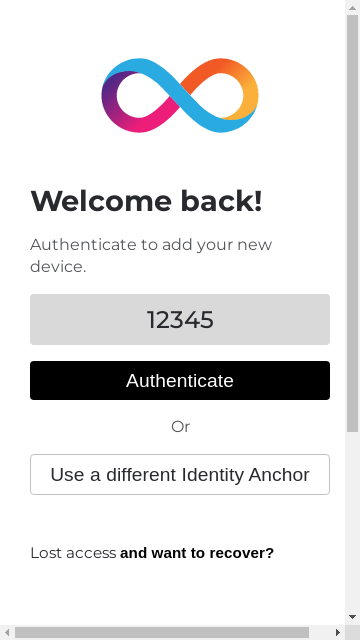 Welcome back!
Authenticate to add your new
device.
12345
Authenticate
Or
Use a different Identity Anchor
Lost access and want to recover?